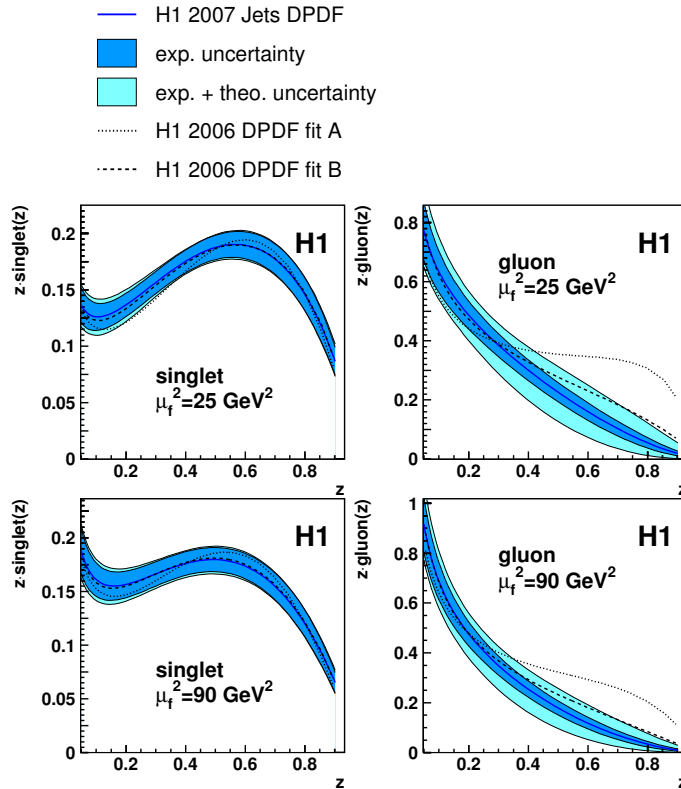 H1 2007 Jets DPDF
exp. uncertainty
exp. + theo. uncertainty
H1 2006 DPDF fit A
H1 2006 DPDF fit B
z·singlet(z)
0.2
0.15
0.1
0.05
0
H1
singlet
μf²=25 GeV²
0.2 0.4 0.6 0.8
z
z·gluon(z)
0.8
0.6
0.4
0.2
0
H1
gluon
μf²=25 GeV²
0.2 0.4 0.6 0.8
z
z·singlet(z)
0.2
0.15
0.1
0.05
0
H1
singlet
μf²=90 GeV²
0.2 0.4 0.6 0.8
z
z·gluon(z)
1
0.8
0.6
0.4
0.2
0
H1
gluon
μf²=90 GeV²
0.2 0.4 0.6 0.8
z